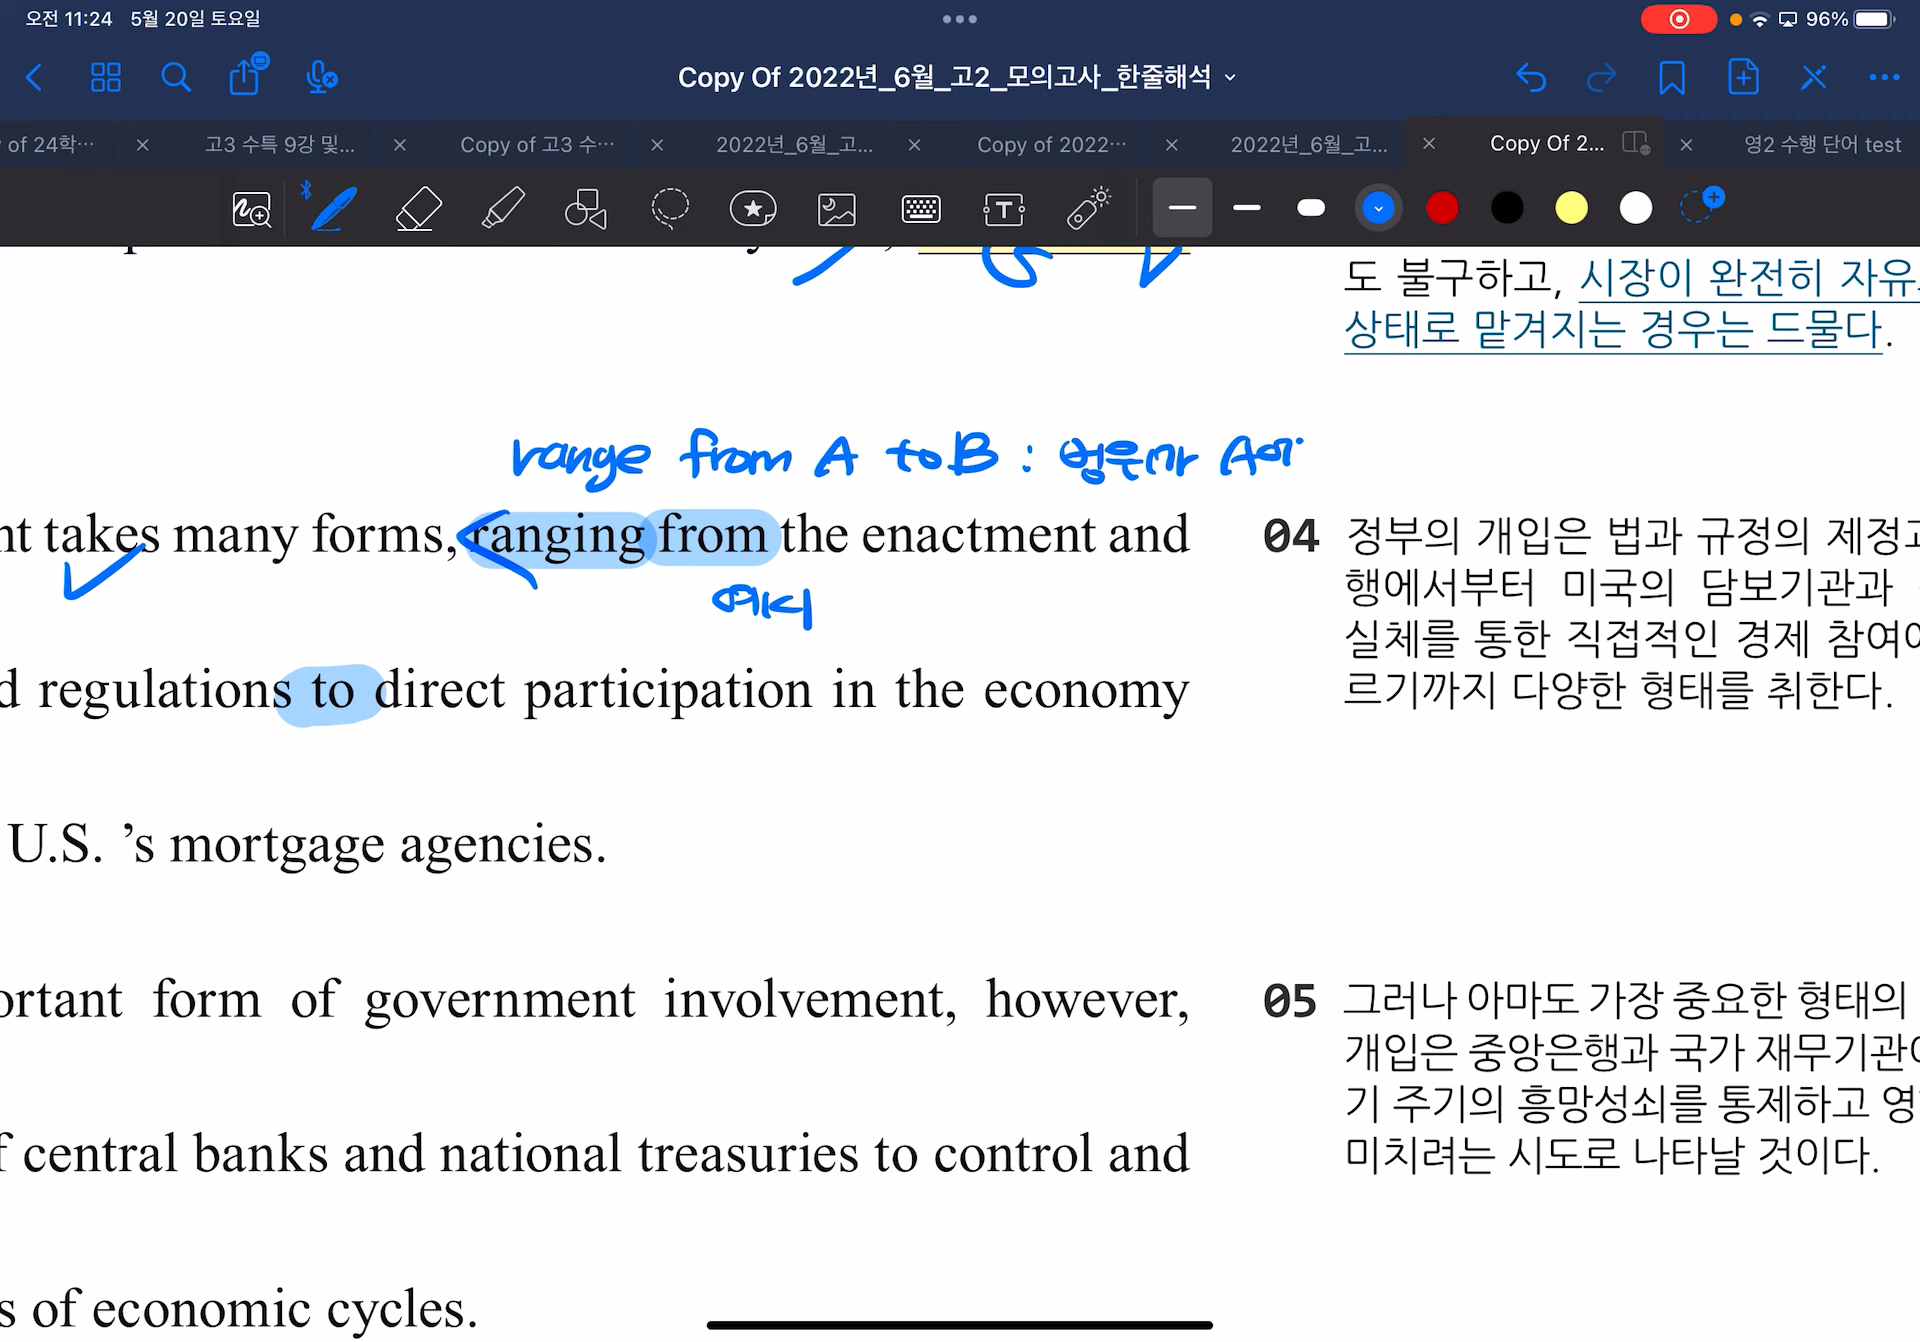 오전 11:24 5월 20일 토요일
96%
Copy Of 2022년_6월_고2_모의고사_한줄해석
of 24학…
고3 수특 9강 및...
Copy of 고3 수…
2022년_6월_고...
Copy of 2022…
2022년_6월_고...
Copy Of 2...
영2 수행 단어 test
도 불구하고, 시장이 완전히 자유
상태로 맡겨지는 경우는 드물다.
range from A to B :
takes many forms, ranging from the enactment and
예시
regulations to direct participation in the economy
U.S. ’s mortgage agencies.
form of government involvement, however,
central banks and national treasuries to control and
of economic cycles.
04 정부의 개입은 법과 규정의 제정과
행에서부터 미국의 담보기관과
실체를 통한 직접적인 경제 참여에
르기까지 다양한 형태를 취한다.
05 그러나 아마도 가장 중요한 형태의
개입은 중앙은행과 국가 재무기관이
기 주기의 흥망성쇠를 통제하고
미치려는 시도로 나타날 것이다.